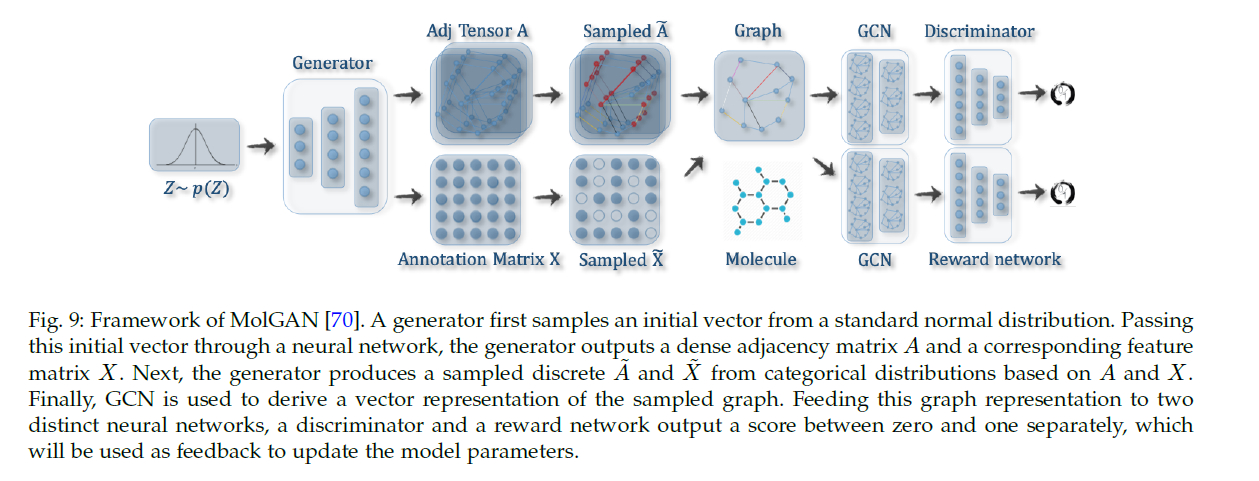 Adj Tensor A
Sampled Ã
Graph
GCN
Discriminator
Generator
Z~ p(Z)
Annotation Matrix X
Sampled X̃
Molecule
GCN
Reward network
Fig. 9: Framework of MolGAN [70]. A generator first samples an initial vector from a standard normal distribution. Passing
this initial vector through a neural network, the generator outputs a dense adjacency matrix A and a corresponding feature
matrix X. Next, the generator produces a sampled discrete Ã and X̃ from categorical distributions based on A and X.
Finally, GCN is used to derive a vector representation of the sampled graph. Feeding this graph representation to two
distinct neural networks, a discriminator and a reward network output a score between zero and one separately, which
will be used as feedback to update the model parameters.